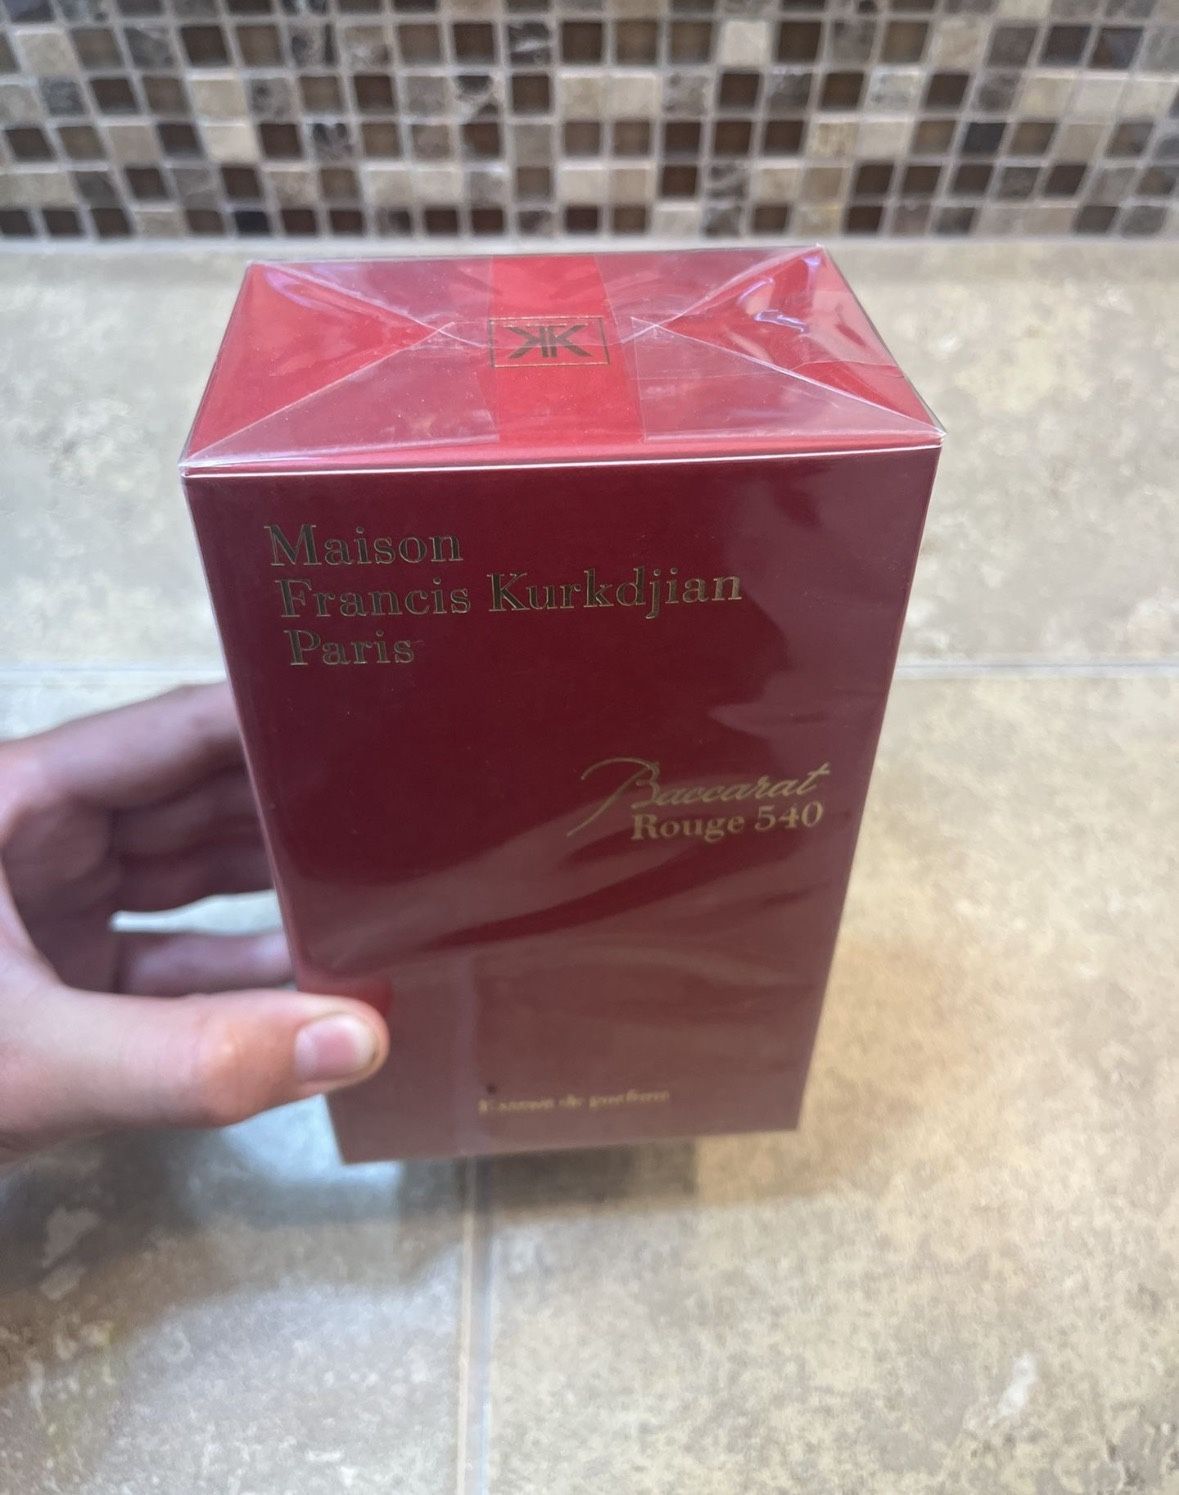 Maison
Francis Kurkdjian
Paris
Baccarat
Rouge 540
Extrait de parfum